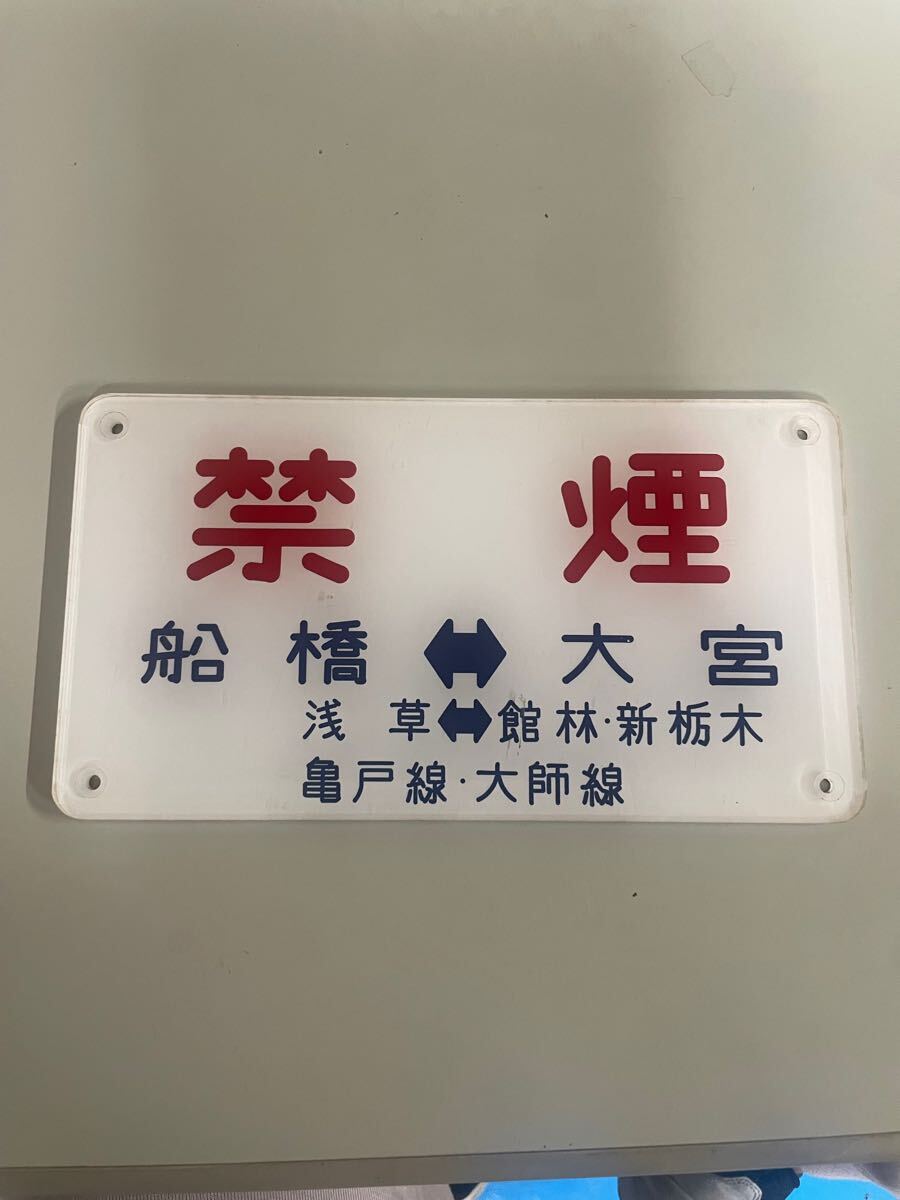 禁煙
船橋↔大宮
浅草↔館林・新栃木
亀戸線・大師線